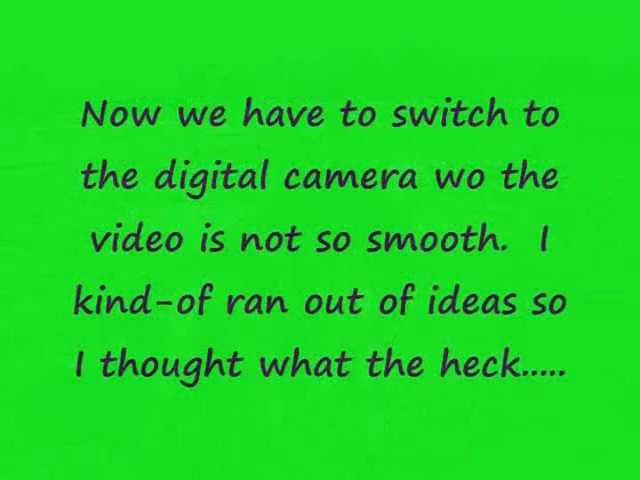 Now we have to switch to
the digital camera wo the
video is not so smooth.  I
kind-of ran out of ideas so
I thought what the heck.....